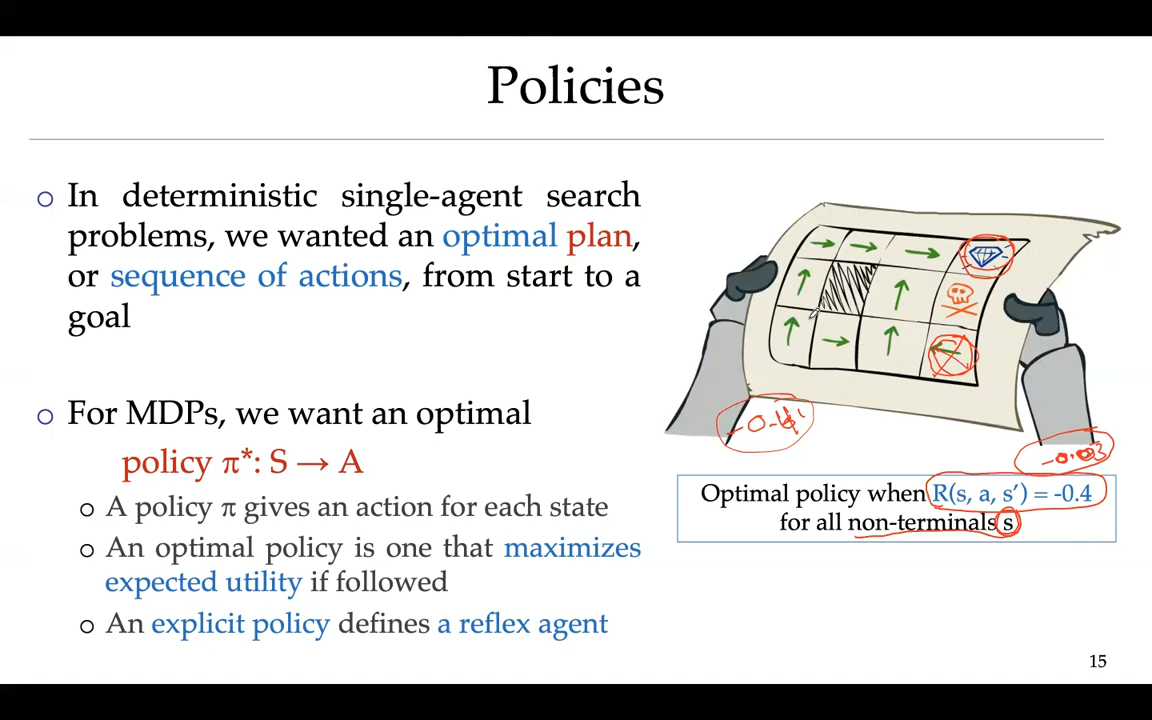 Policies
In deterministic single-agent search
problems, we wanted an optimal plan,
or sequence of actions, from start to a
goal
For MDPs, we want an optimal
policy π*: S → A
A policy π gives an action for each state
An optimal policy is one that maximizes
expected utility if followed
An explicit policy defines a reflex agent
Optimal policy when R(s, a, s’) = -0.4
for all non-terminals s
15